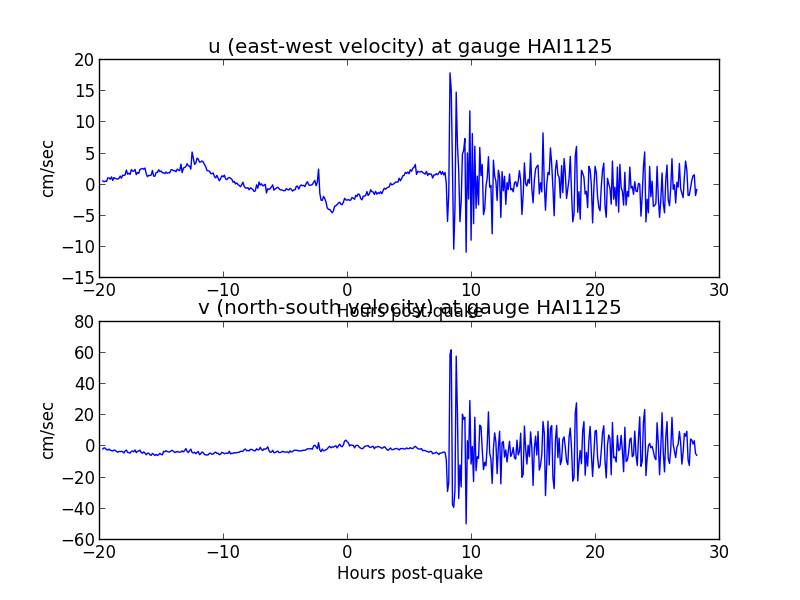 u (east-west velocity) at gauge HAI1125
20
15
10
5
0
−5
−10
−15
cm/sec
−20 −10 0 10 20 30
Hours post-quake
v (north-south velocity) at gauge HAI1125
80
60
40
20
0
−20
−40
−60
cm/sec
−20 −10 0 10 20 30
Hours post-quake